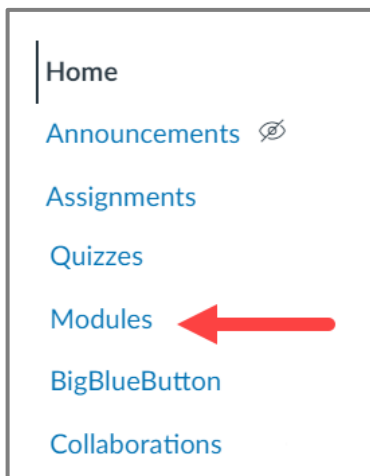 Home
Announcements
Assignments
Quizzes
Modules
BigBlueButton
Collaborations